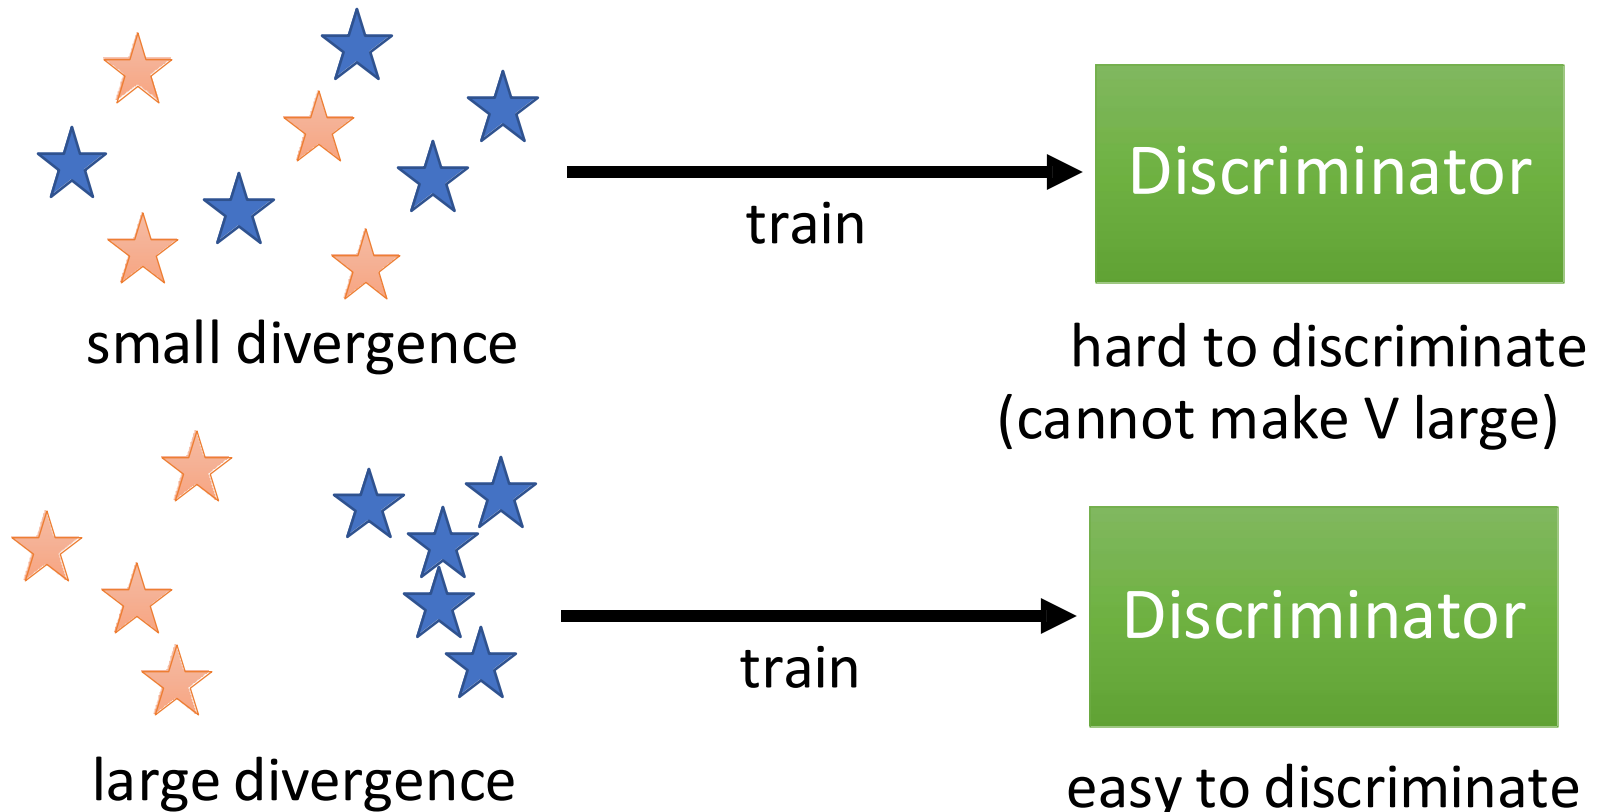 Discriminator
train
small divergence
hard to discriminate
(cannot make V large)
Discriminator
train
large divergence
easy to discriminate